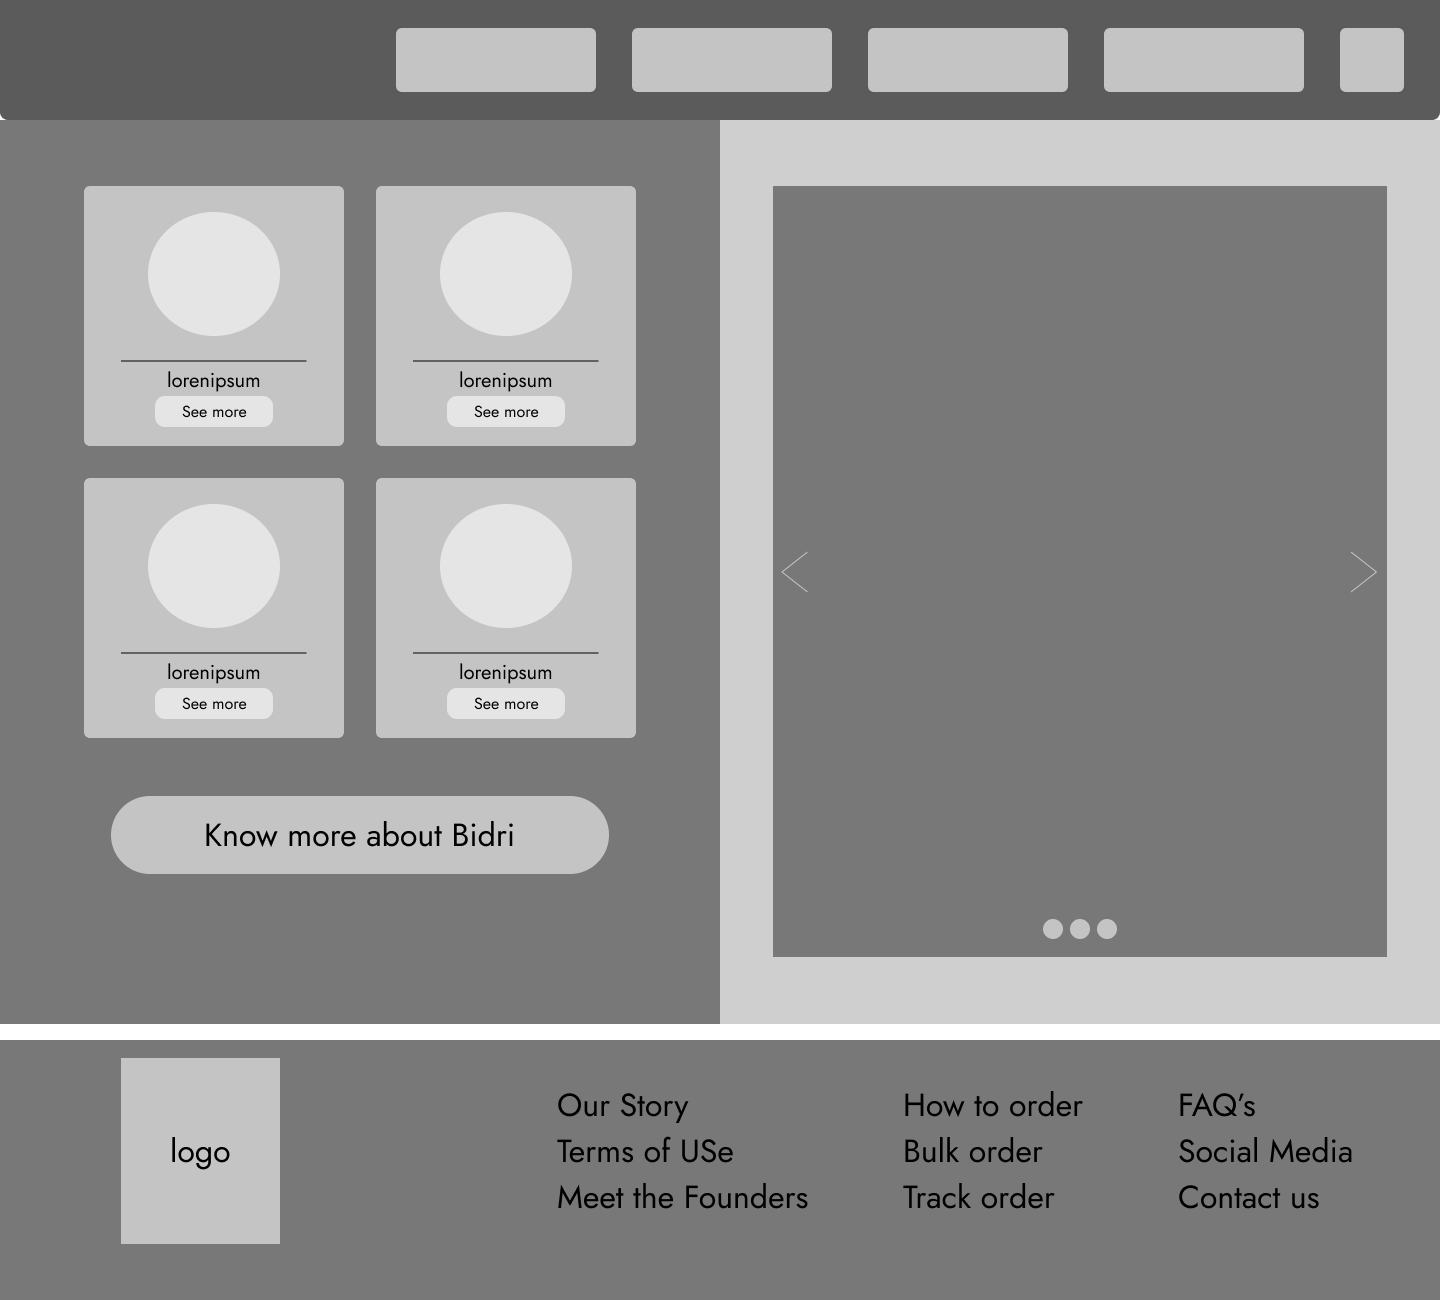 lorenipsum
See more
lorenipsum
See more
lorenipsum
See more
lorenipsum
See more
Know more about Bidri
logo
Our Story
Terms of USe
Meet the Founders
How to order
Bulk order
Track order
FAQ’s
Social Media
Contact us